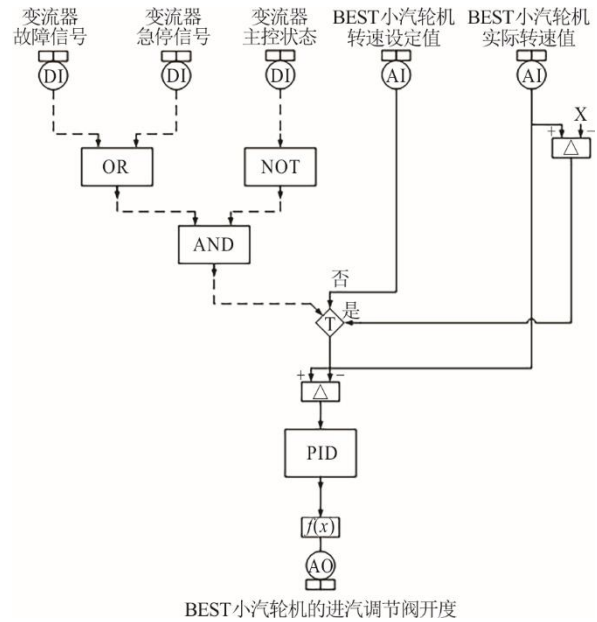 变流器
故障信号
变流器
急停信号
变流器
主控状态
BEST小汽轮机
转速设定值
BEST小汽轮机
实际转速值
DI
DI
DI
AI
AI
X
+
−
△
OR
NOT
AND
否
是
T
+
−
△
PID
f(x)
AO
BEST小汽轮机的进汽调节阀开度